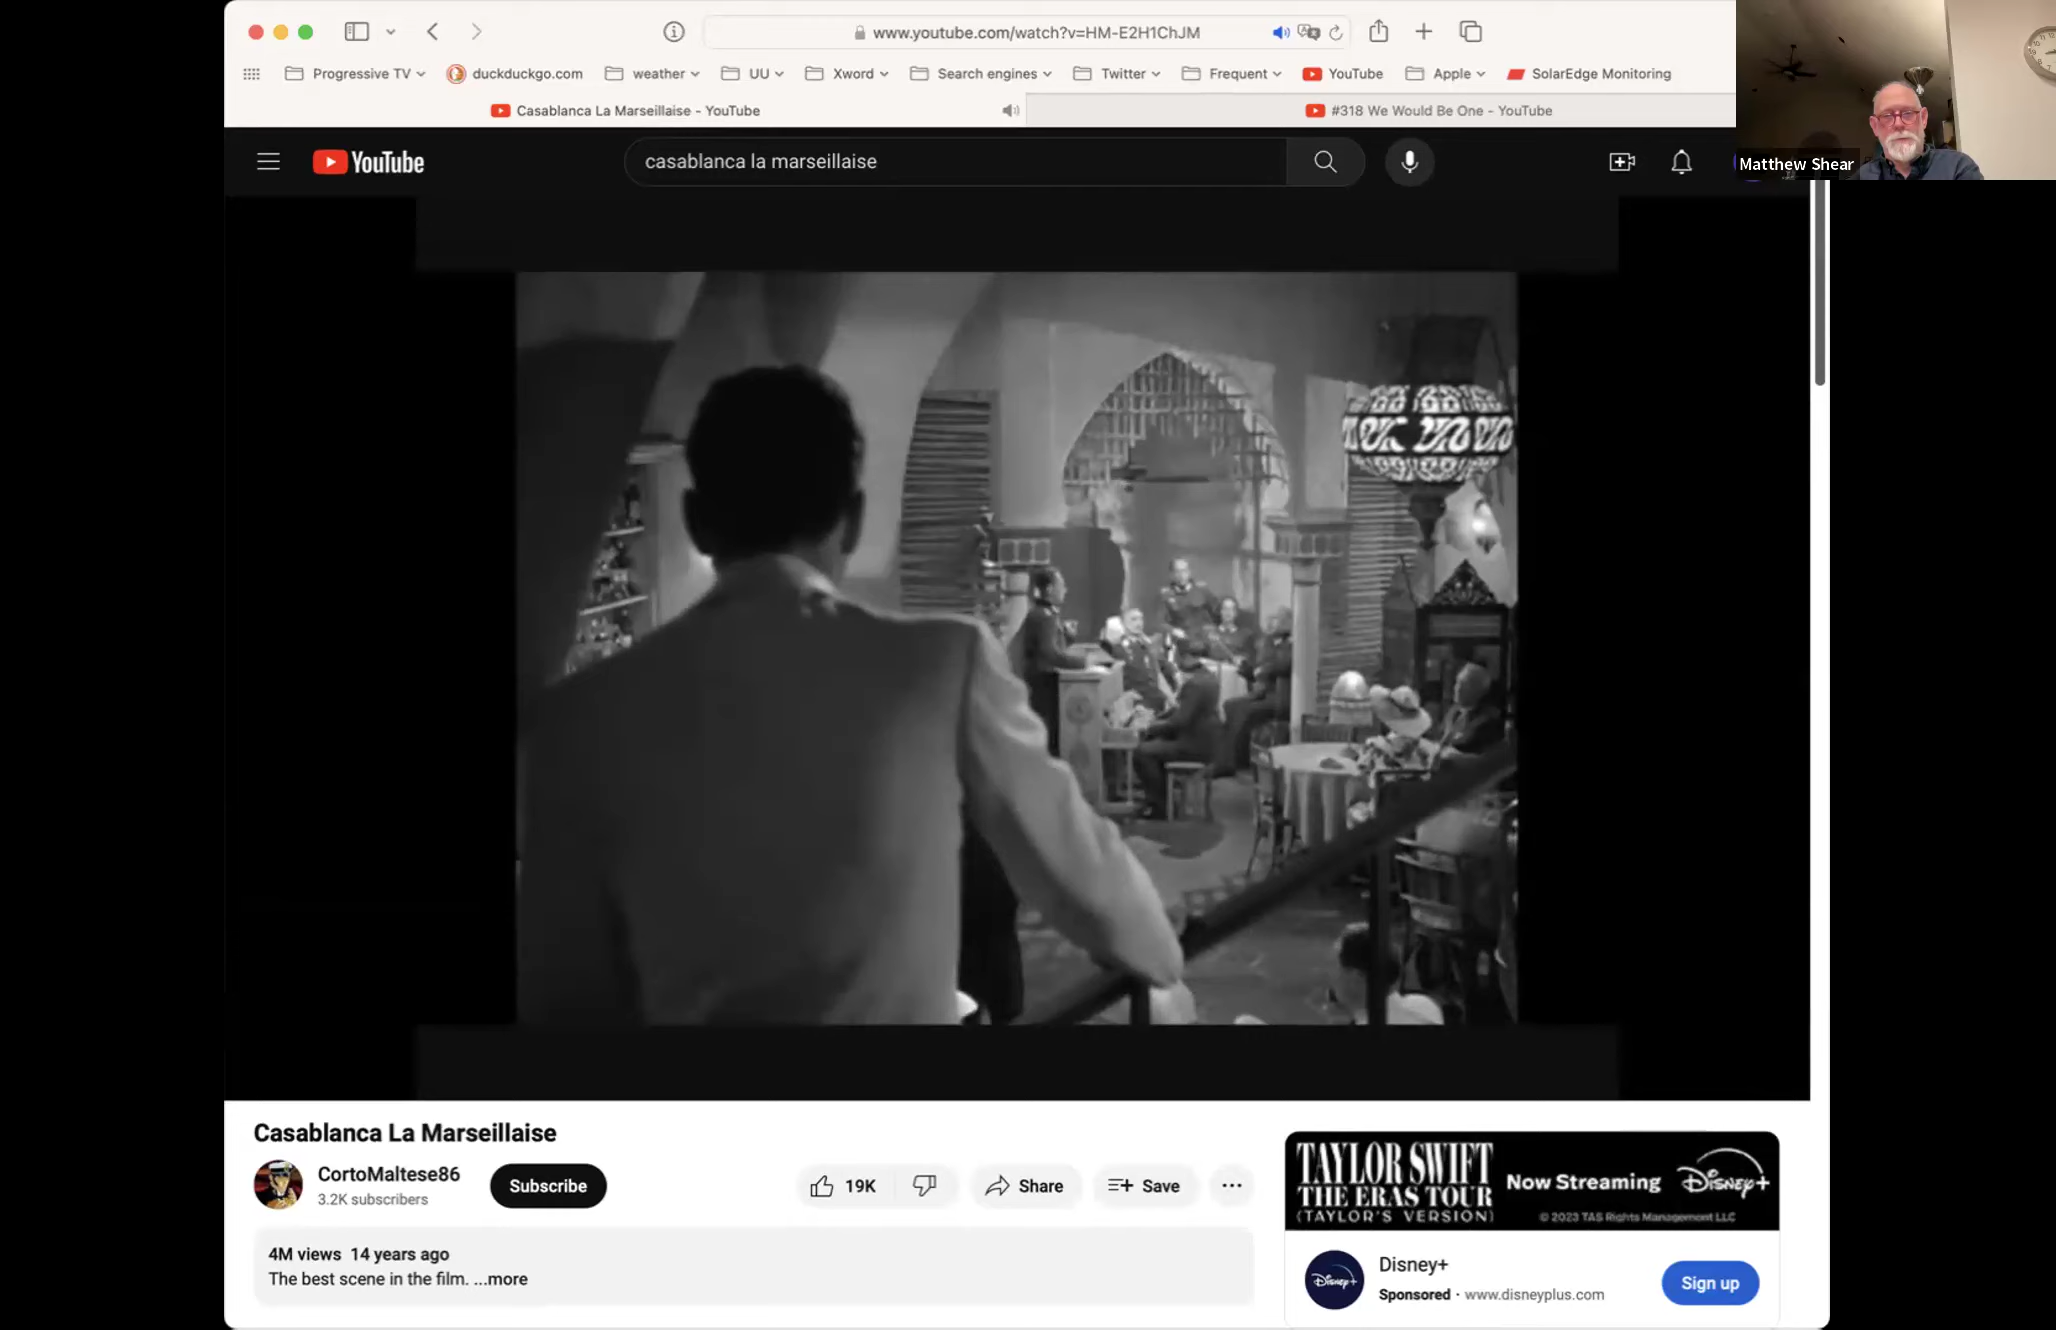 www.youtube.com/watch?v=HM-E2H1ChJM
Progressive TV
duckduckgo.com
weather
UU
Xword
Search engines
Twitter
Frequent
YouTube
Apple
SolarEdge Monitoring
Casablanca La Marseillaise - YouTube
#318 We Would Be One - YouTube
Matthew Shear
YouTube
casablanca la marseillaise
Casablanca La Marseillaise
CortoMaltese86
3.2K subscribers
Subscribe
19K
Share
Save
4M views 14 years ago
The best scene in the film. ...more
TAYLOR SWIFT
THE ERAS TOUR
(TAYLOR'S VERSION)
Now Streaming
Disney+
© 2023 TAS Rights Management LLC
Disney+
Disney+
Sponsored · www.disneyplus.com
Sign up